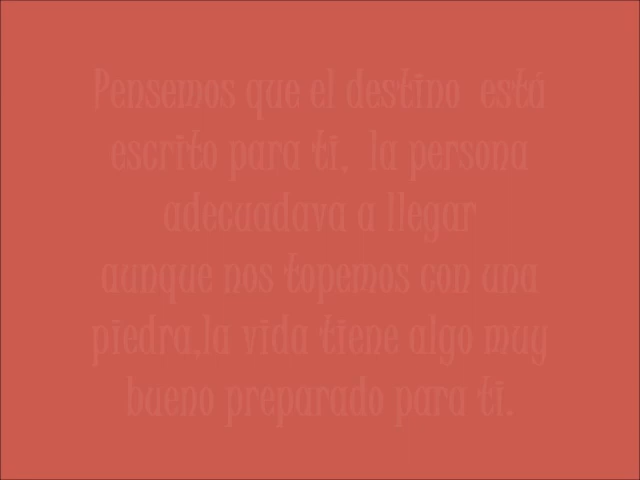 Pensemos que el destino está
escrito para ti, la persona
adecuadava a llegar
aunque nos topemos con una
piedra,la vida tiene algo muy
bueno preparado para ti.